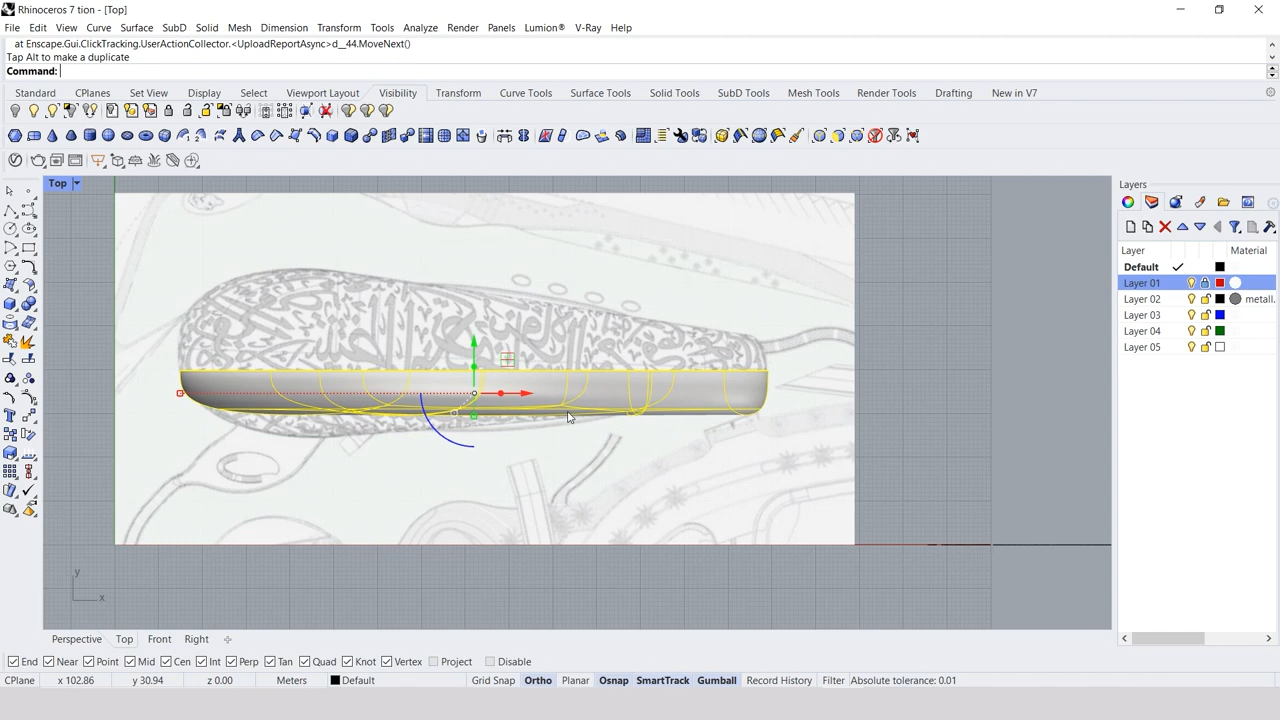 Rhinoceros 7 tion - [Top]
File Edit View Curve Surface SubD Solid Mesh Dimension Transform Tools Analyze Render Panels Lumion® V-Ray Help
at Enscape.Gui.ClickTracking.UserActionCollector.<UploadReportAsync>d__44.MoveNext()
Tap Alt to make a duplicate
Command:
Standard CPlanes Set View Display Select Viewport Layout Visibility Transform Curve Tools Surface Tools Solid Tools SubD Tools Mesh Tools Render Tools Drafting New in V7
Top
Layers
Layer Material
Default
Layer 01
Layer 02 metall.
Layer 03
Layer 04
Layer 05
y
x
Perspective Top Front Right
End Near Point Mid Cen Int Perp Tan Quad Knot Vertex Project Disable
CPlane x 102.86 y 30.94 z 0.00 Meters Default Grid Snap Ortho Planar Osnap SmartTrack Gumball Record History Filter Absolute tolerance: 0.01